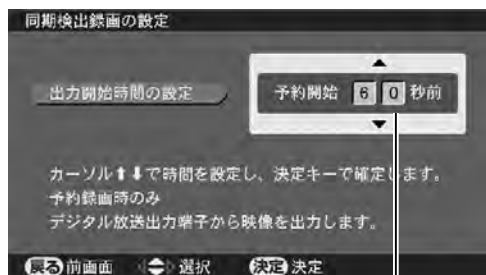 同期検出録画の設定
出力開始時間の設定
予約開始 60 秒前
カーソル⬆⬇で時間を設定し、決定キーで確定します。
予約録画時のみ
デジタル放送出力端子から映像を出力します。
戻る 前画面 選択 決定 決定